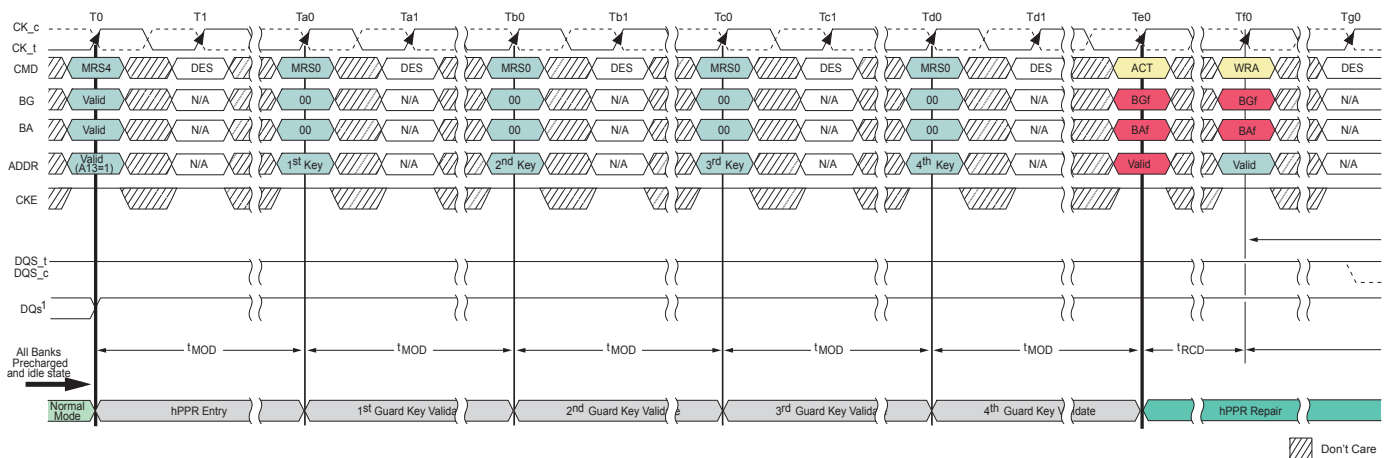 T0 T1 Ta0 Ta1 Tb0 Tb1 Tc0 Tc1 Td0 Td1 Te0 Tf0 Tg0
CK_c
CK_t
CMD MRS4 DES MRS0 DES MRS0 DES MRS0 DES MRS0 DES ACT WRA DES
BG Valid N/A 00 N/A 00 N/A 00 N/A 00 N/A BGf BGf N/A
BA Valid N/A 00 N/A 00 N/A 00 N/A 00 N/A BAf BAf N/A
ADDR Valid (A13=1) N/A 1st Key N/A 2nd Key N/A 3rd Key N/A 4th Key N/A Valid Valid N/A
CKE
DQS_t
DQS_c
DQs1
tMOD tMOD tMOD tMOD tMOD tRCD
All Banks
Precharged
and idle state
Normal Mode hPPR Entry 1st Guard Key Valida 2nd Guard Key Valid e 3rd Guard Key Valida 4th Guard Key V date hPPR Repair
Don't Care